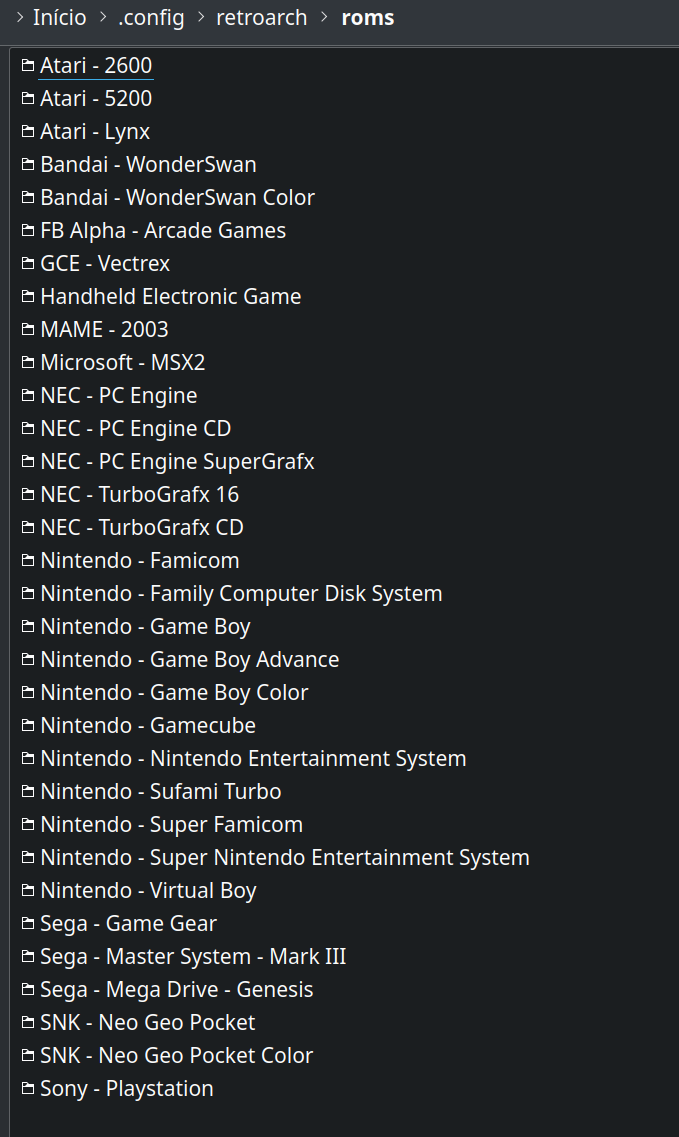 > Início > .config > retroarch > roms
Atari - 2600
Atari - 5200
Atari - Lynx
Bandai - WonderSwan
Bandai - WonderSwan Color
FB Alpha - Arcade Games
GCE - Vectrex
Handheld Electronic Game
MAME - 2003
Microsoft - MSX2
NEC - PC Engine
NEC - PC Engine CD
NEC - PC Engine SuperGrafx
NEC - TurboGrafx 16
NEC - TurboGrafx CD
Nintendo - Famicom
Nintendo - Family Computer Disk System
Nintendo - Game Boy
Nintendo - Game Boy Advance
Nintendo - Game Boy Color
Nintendo - Gamecube
Nintendo - Nintendo Entertainment System
Nintendo - Sufami Turbo
Nintendo - Super Famicom
Nintendo - Super Nintendo Entertainment System
Nintendo - Virtual Boy
Sega - Game Gear
Sega - Master System - Mark III
Sega - Mega Drive - Genesis
SNK - Neo Geo Pocket
SNK - Neo Geo Pocket Color
Sony - Playstation